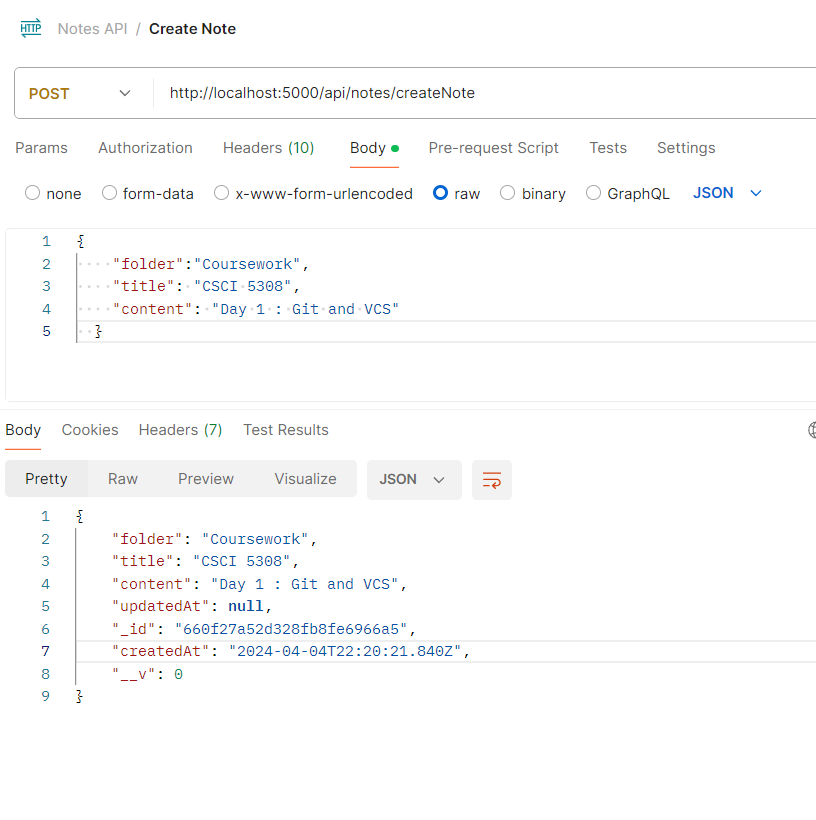 HTTP Notes API / Create Note
POST http://localhost:5000/api/notes/createNote
Params Authorization Headers (10) Body Pre-request Script Tests Settings
none form-data x-www-form-urlencoded raw binary GraphQL JSON
1 {
2 "folder":"Coursework",
3 "title": "CSCI 5308",
4 "content": "Day 1 : Git and VCS"
5 }
Body Cookies Headers (7) Test Results
Pretty Raw Preview Visualize JSON
1 {
2 "folder": "Coursework",
3 "title": "CSCI 5308",
4 "content": "Day 1 : Git and VCS",
5 "updatedAt": null,
6 "_id": "660f27a52d328fb8fe6966a5",
7 "createdAt": "2024-04-04T22:20:21.840Z",
8 "__v": 0
9 }